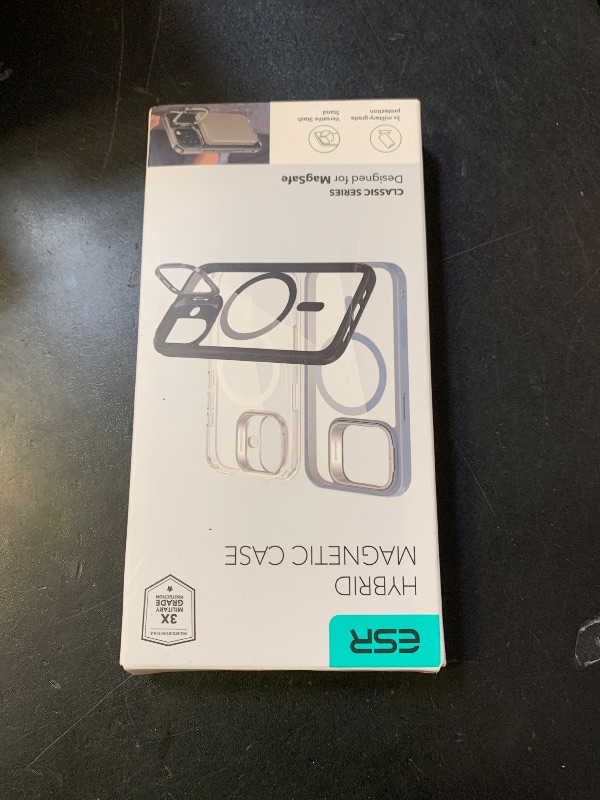 ESR
HYBRID
MAGNETIC CASE
3X
MILITARY
GRADE
PROTECTION
CLASSIC SERIES
Designed for MagSafe
3x military-grade
protection
Versatile Stash
Stand